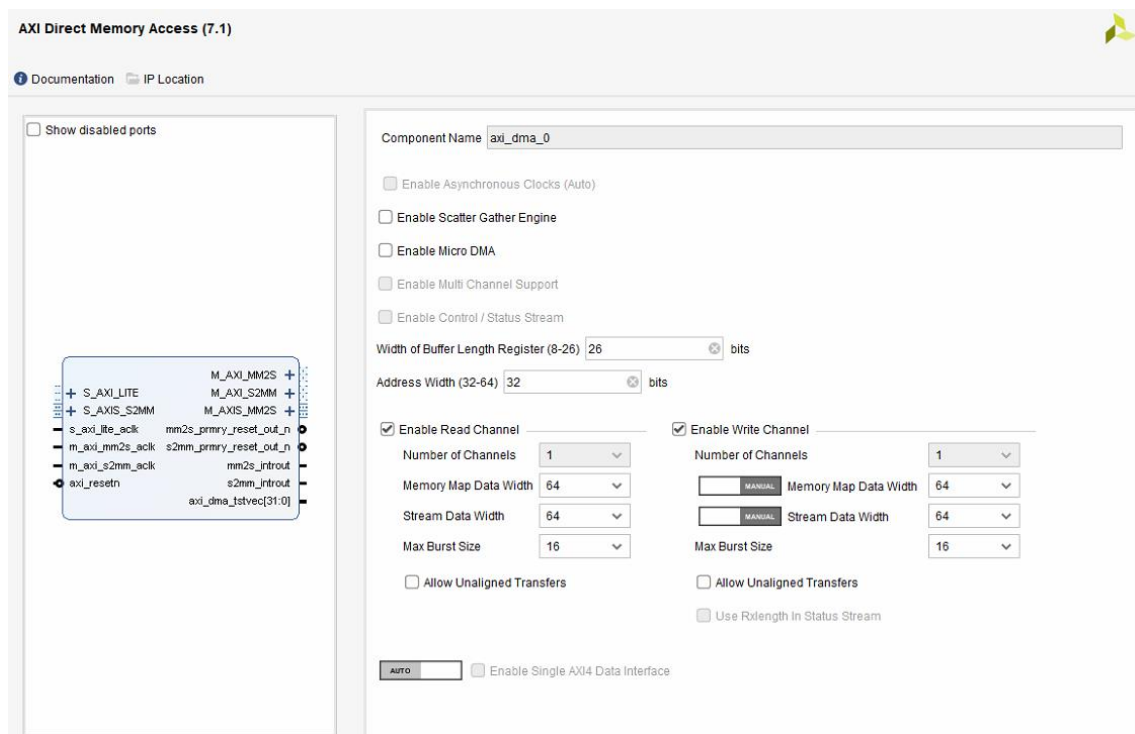 AXI Direct Memory Access (7.1)
Documentation IP Location
Show disabled ports
M_AXI_MM2S
S_AXI_LITE M_AXI_S2MM
S_AXIS_S2MM M_AXIS_MM2S
s_axi_lite_aclk mm2s_prmry_reset_out_n
m_axi_mm2s_aclk s2mm_prmry_reset_out_n
m_axi_s2mm_aclk mm2s_introut
axi_resetn s2mm_introut
axi_dma_tstvec[31:0]
Component Name axi_dma_0
Enable Asynchronous Clocks (Auto)
Enable Scatter Gather Engine
Enable Micro DMA
Enable Multi Channel Support
Enable Control / Status Stream
Width of Buffer Length Register (8-26) 26 bits
Address Width (32-64) 32 bits
Enable Read Channel
Number of Channels 1
Memory Map Data Width 64
Stream Data Width 64
Max Burst Size 16
Allow Unaligned Transfers
Enable Write Channel
Number of Channels 1
MANUAL Memory Map Data Width 64
MANUAL Stream Data Width 64
Max Burst Size 16
Allow Unaligned Transfers
Use Rxlength In Status Stream
AUTO Enable Single AXI4 Data Interface